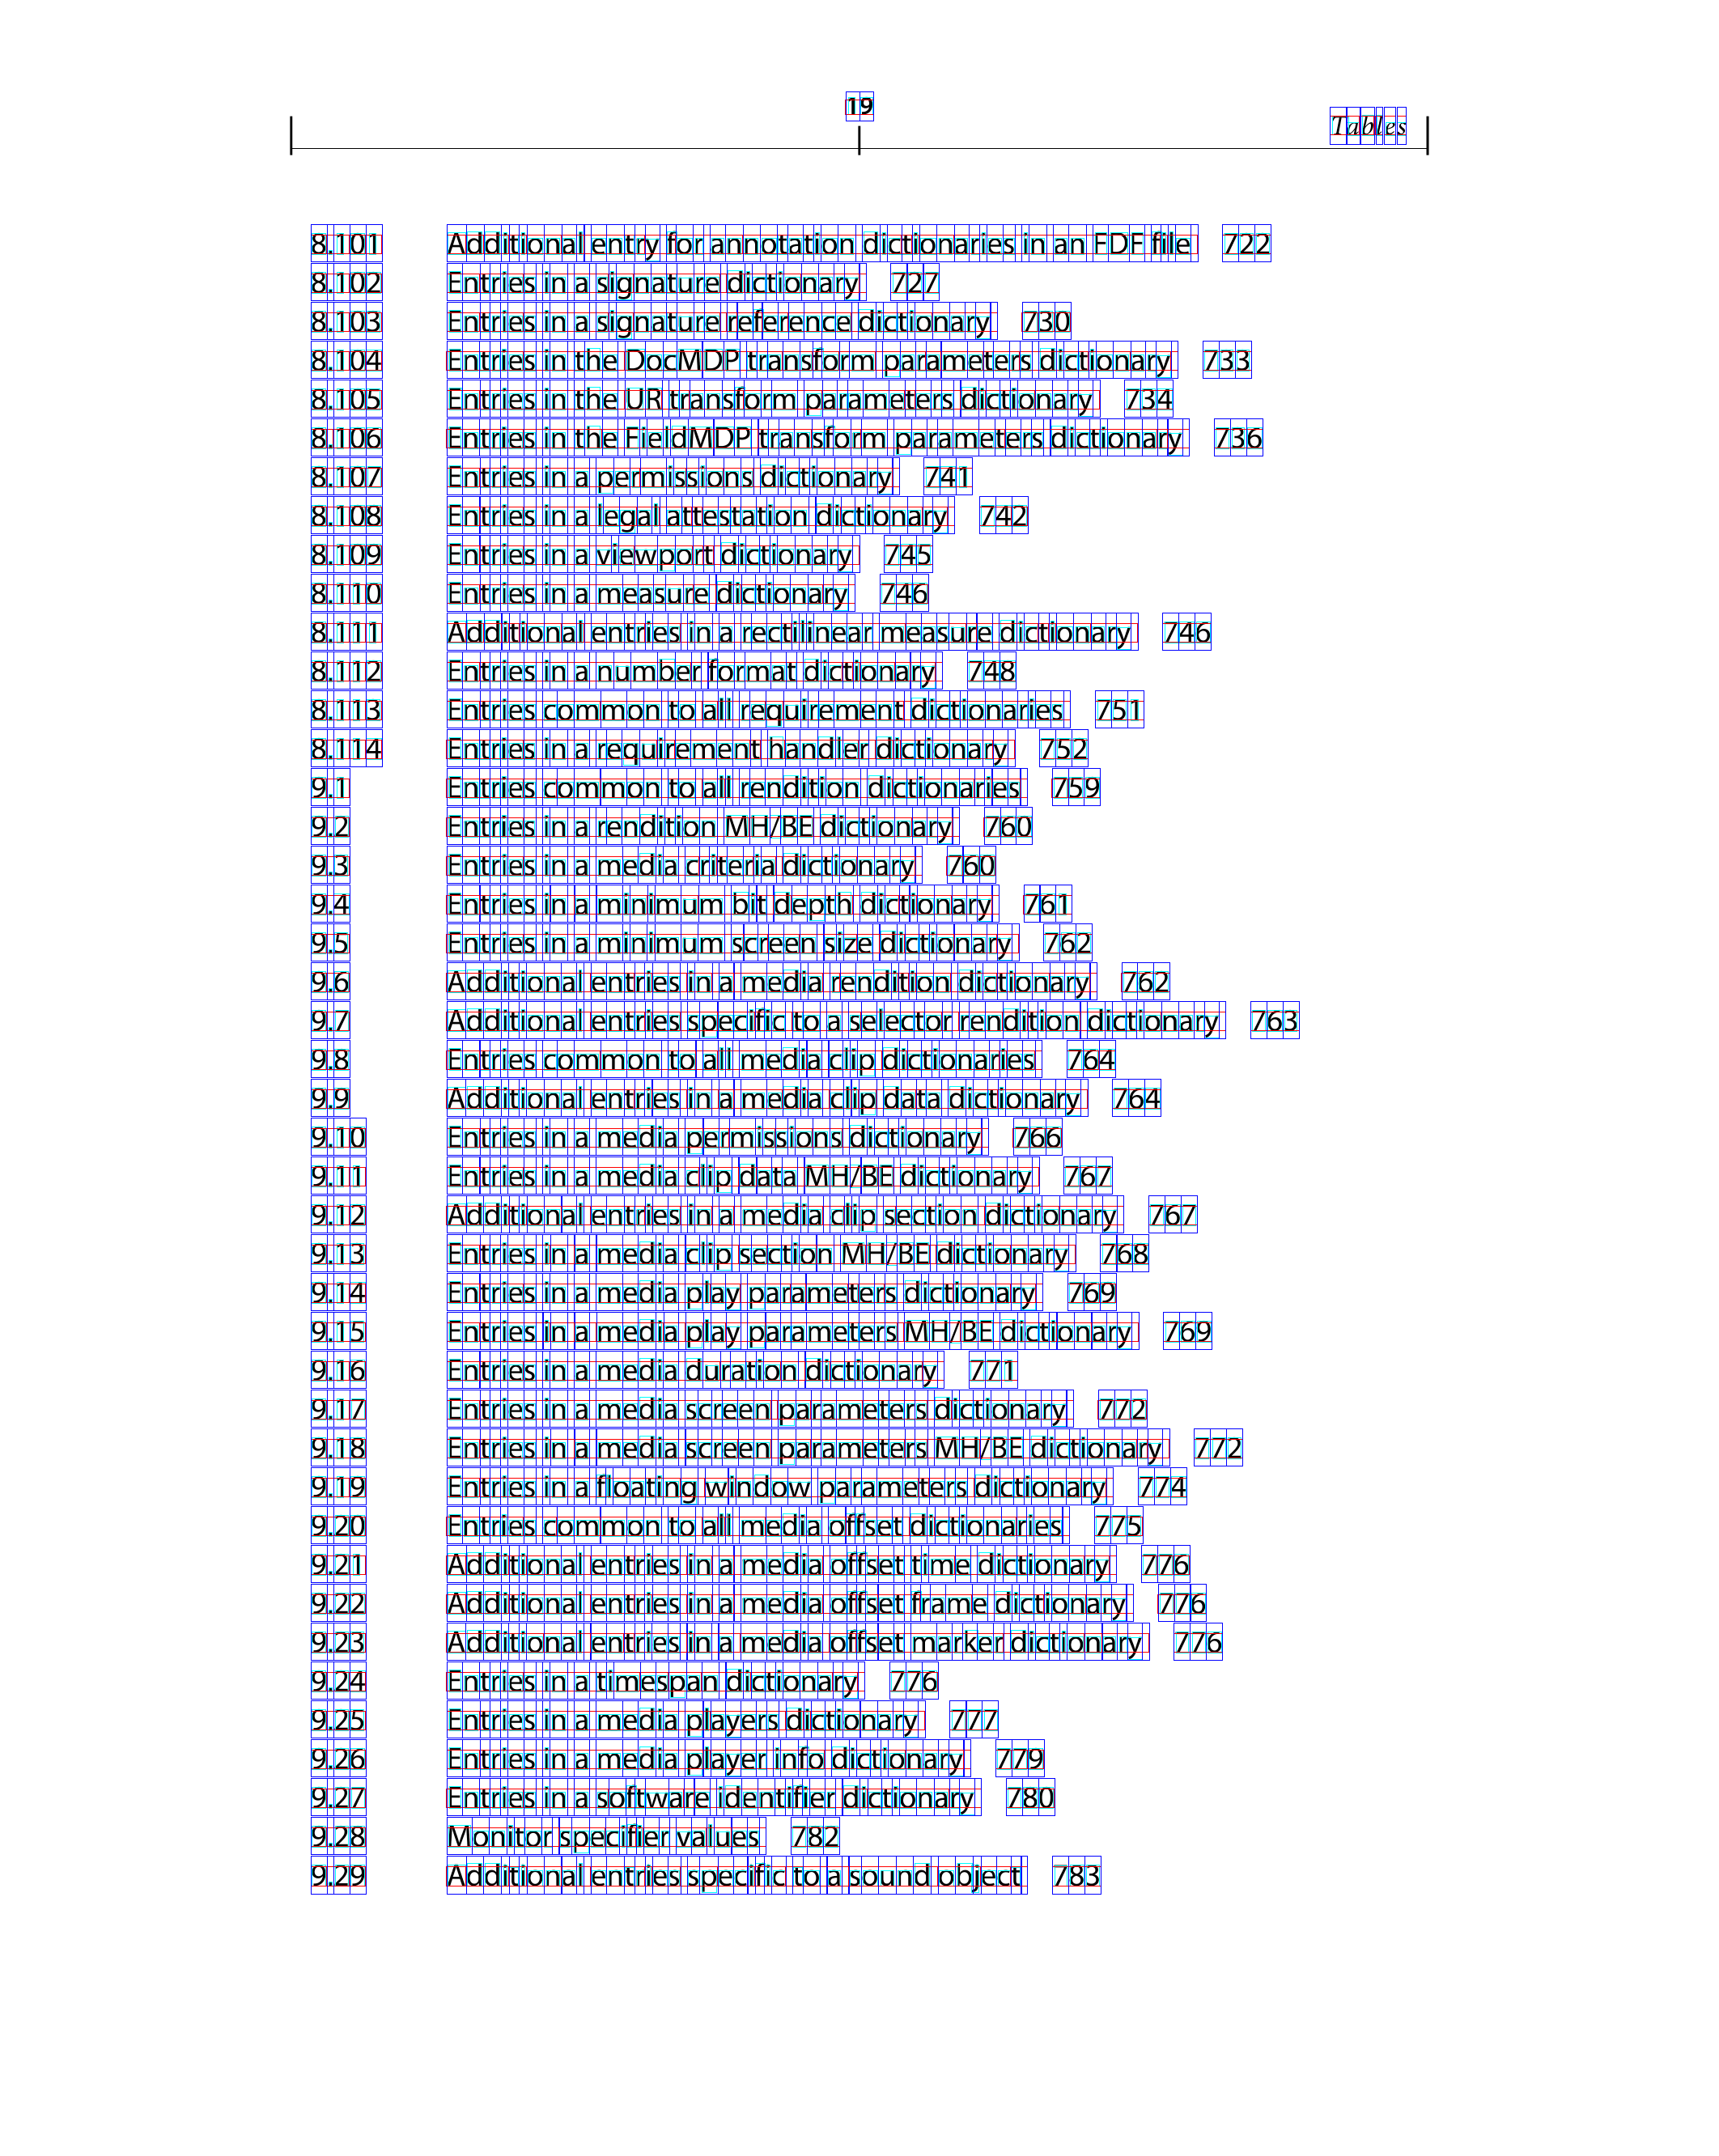 19
Tables
8.101 Additional entry for annotation dictionaries in an FDF file 722
8.102 Entries in a signature dictionary 727
8.103 Entries in a signature reference dictionary 730
8.104 Entries in the DocMDP transform parameters dictionary 733
8.105 Entries in the UR transform parameters dictionary 734
8.106 Entries in the FieldMDP transform parameters dictionary 736
8.107 Entries in a permissions dictionary 741
8.108 Entries in a legal attestation dictionary 742
8.109 Entries in a viewport dictionary 745
8.110 Entries in a measure dictionary 746
8.111 Additional entries in a rectilinear measure dictionary 746
8.112 Entries in a number format dictionary 748
8.113 Entries common to all requirement dictionaries 751
8.114 Entries in a requirement handler dictionary 752
9.1 Entries common to all rendition dictionaries 759
9.2 Entries in a rendition MH/BE dictionary 760
9.3 Entries in a media criteria dictionary 760
9.4 Entries in a minimum bit depth dictionary 761
9.5 Entries in a minimum screen size dictionary 762
9.6 Additional entries in a media rendition dictionary 762
9.7 Additional entries specific to a selector rendition dictionary 763
9.8 Entries common to all media clip dictionaries 764
9.9 Additional entries in a media clip data dictionary 764
9.10 Entries in a media permissions dictionary 766
9.11 Entries in a media clip data MH/BE dictionary 767
9.12 Additional entries in a media clip section dictionary 767
9.13 Entries in a media clip section MH/BE dictionary 768
9.14 Entries in a media play parameters dictionary 769
9.15 Entries in a media play parameters MH/BE dictionary 769
9.16 Entries in a media duration dictionary 771
9.17 Entries in a media screen parameters dictionary 772
9.18 Entries in a media screen parameters MH/BE dictionary 772
9.19 Entries in a floating window parameters dictionary 774
9.20 Entries common to all media offset dictionaries 775
9.21 Additional entries in a media offset time dictionary 776
9.22 Additional entries in a media offset frame dictionary 776
9.23 Additional entries in a media offset marker dictionary 776
9.24 Entries in a timespan dictionary 776
9.25 Entries in a media players dictionary 777
9.26 Entries in a media player info dictionary 779
9.27 Entries in a software identifier dictionary 780
9.28 Monitor specifier values 782
9.29 Additional entries specific to a sound object 783